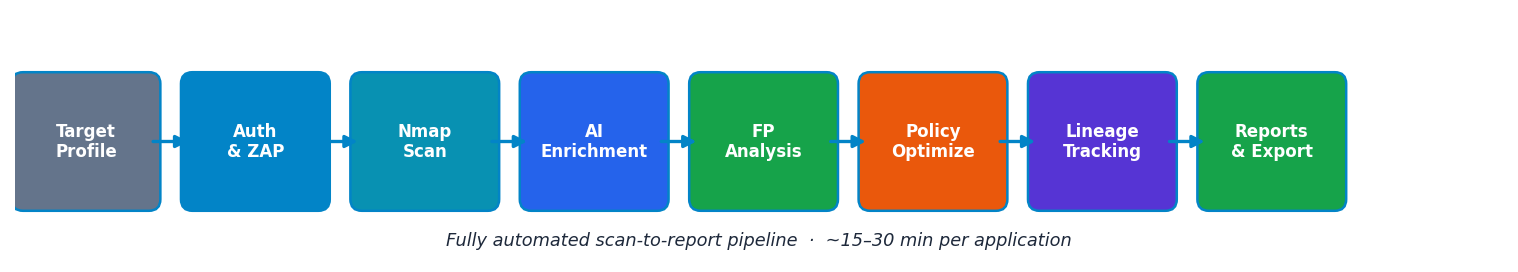 Target
Profile
Auth
& ZAP
Nmap
Scan
AI
Enrichment
FP
Analysis
Policy
Optimize
Lineage
Tracking
Reports
& Export
Fully automated scan-to-report pipeline · ~15–30 min per application